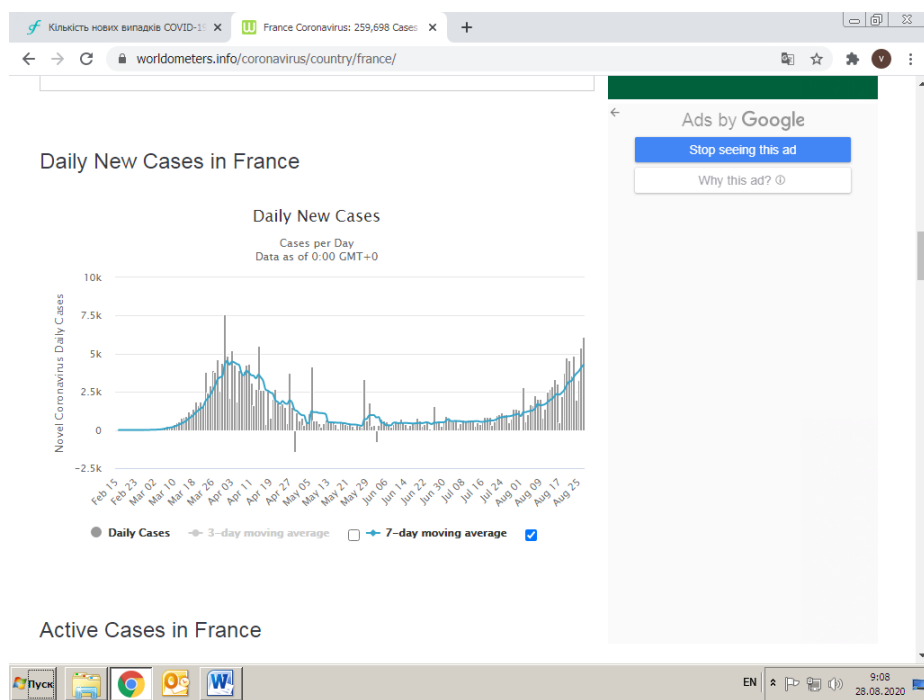 Кількість нових випадків COVID-19
France Coronavirus: 259,698 Cases
worldometers.info/coronavirus/country/france/
V
Ads by Google
Stop seeing this ad
Why this ad?
Daily New Cases in France
Daily New Cases
Cases per Day
Data as of 0:00 GMT+0
Novel Coronavirus Daily Cases
10k
7.5k
5k
2.5k
0
-2.5k
Feb 15
Feb 23
Mar 02
Mar 10
Mar 18
Mar 26
Apr 03
Apr 11
Apr 19
Apr 27
May 05
May 13
May 21
May 29
Jun 06
Jun 14
Jun 22
Jun 30
Jul 08
Jul 16
Jul 24
Aug 01
Aug 09
Aug 17
Aug 25
Daily Cases
3-day moving average
7-day moving average
Active Cases in France
Пуск
EN
9:08
28.08.2020